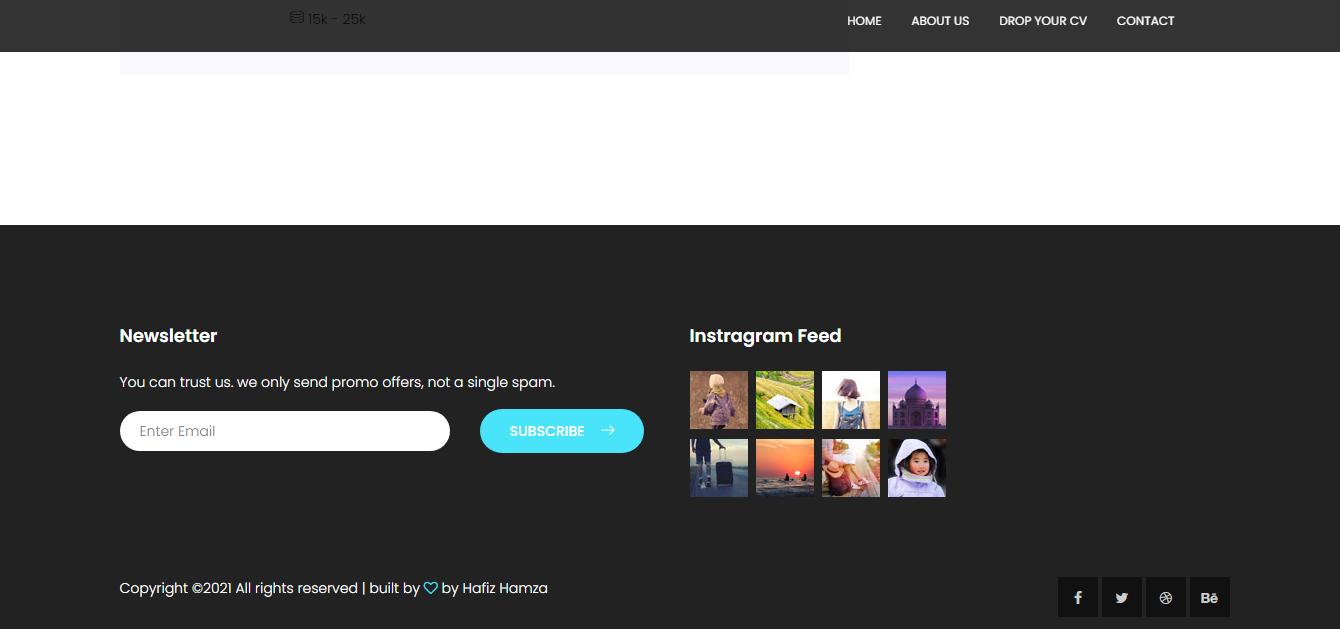 15k - 25k
HOME ABOUT US DROP YOUR CV CONTACT
Newsletter
You can trust us. we only send promo offers, not a single spam.
Enter Email
SUBSCRIBE
Instragram Feed
Copyright ©2021 All rights reserved | built by by Hafiz Hamza
f Bē